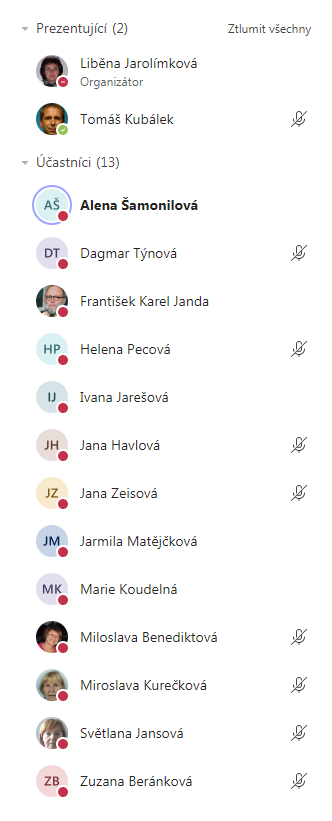 Prezentující (2) Ztlumit všechny
Liběna Jarolímková
Organizátor
Tomáš Kubálek
Účastníci (13)
AŠ Alena Šamonilová
DT Dagmar Týnová
František Karel Janda
HP Helena Pecová
IJ Ivana Jarešová
JH Jana Havlová
JZ Jana Zeisová
JM Jarmila Matějčková
MK Marie Koudelná
Miloslava Benediktová
Miroslava Kurečková
Světlana Jansová
ZB Zuzana Beránková